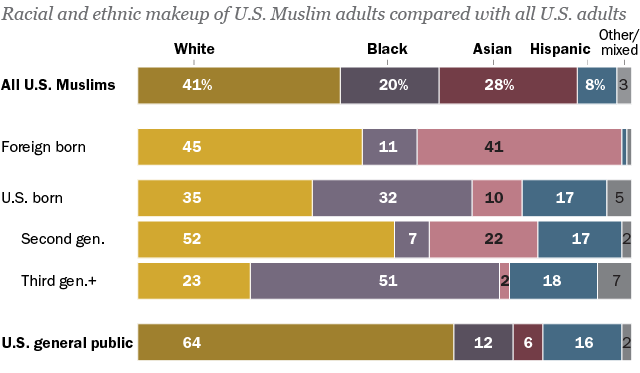 Racial and ethnic makeup of U.S. Muslim adults compared with all U.S. adults
White Black Asian Hispanic Other/
mixed
All U.S. Muslims 41% 20% 28% 8% 3
Foreign born 45 11 41
U.S. born 35 32 10 17 5
Second gen. 52 7 22 17 2
Third gen.+ 23 51 2 18 7
U.S. general public 64 12 6 16 2